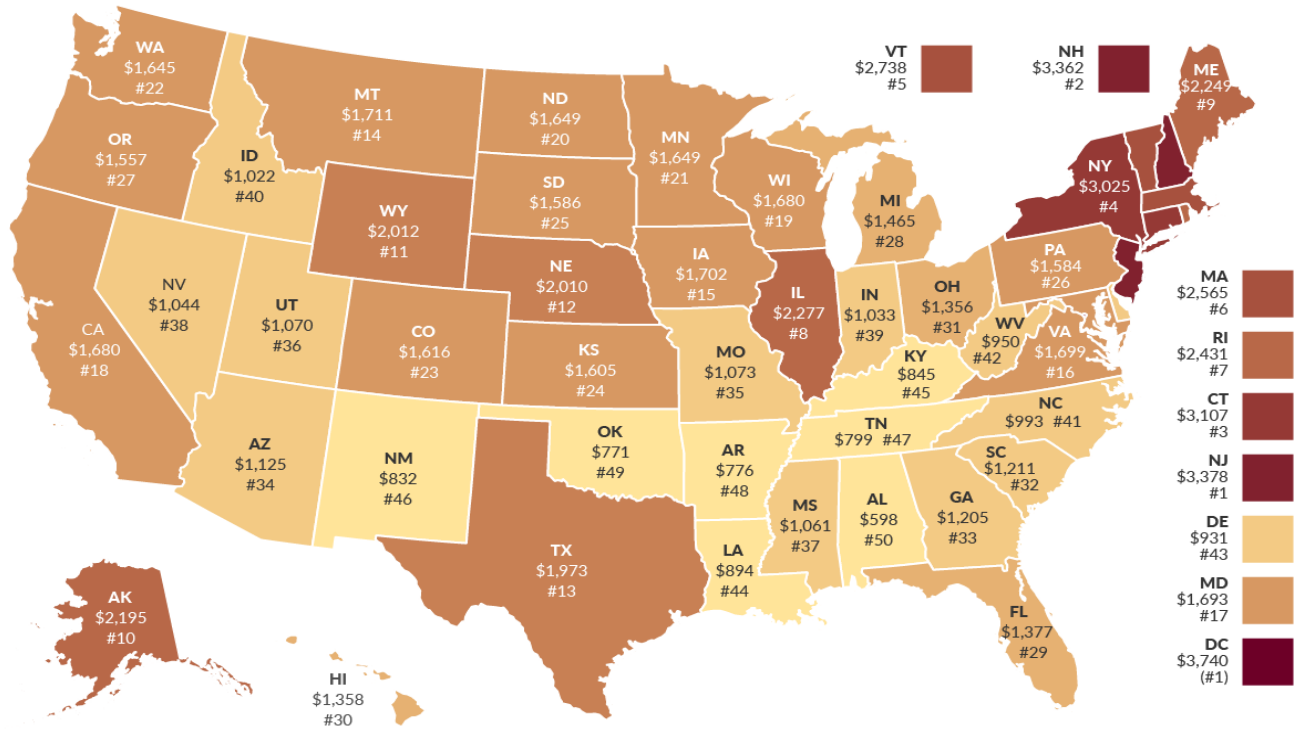 WA
$1,645
#22
OR
$1,557
#27
CA
$1,680
#18
NV
$1,044
#38
ID
$1,022
#40
MT
$1,711
#14
WY
$2,012
#11
UT
$1,070
#36
AZ
$1,125
#34
CO
$1,616
#23
NM
$832
#46
ND
$1,649
#20
SD
$1,586
#25
NE
$2,010
#12
KS
$1,605
#24
OK
$771
#49
TX
$1,973
#13
MN
$1,649
#21
IA
$1,702
#15
MO
$1,073
#35
AR
$776
#48
LA
$894
#44
WI
$1,680
#19
IL
$2,277
#8
MI
$1,465
#28
IN
$1,033
#39
OH
$1,356
#31
KY
$845
#45
TN
$799 #47
MS
$1,061
#37
AL
$598
#50
GA
$1,205
#33
FL
$1,377
#29
SC
$1,211
#32
NC
$993 #41
VA
$1,699
#16
WV
$950
#42
PA
$1,584
#26
NY
$3,025
#4
ME
$2,249
#9
VT
$2,738
#5
NH
$3,362
#2
MA
$2,565
#6
RI
$2,431
#7
CT
$3,107
#3
NJ
$3,378
#1
DE
$931
#43
MD
$1,693
#17
DC
$3,740
(#1)
AK
$2,195
#10
HI
$1,358
#30